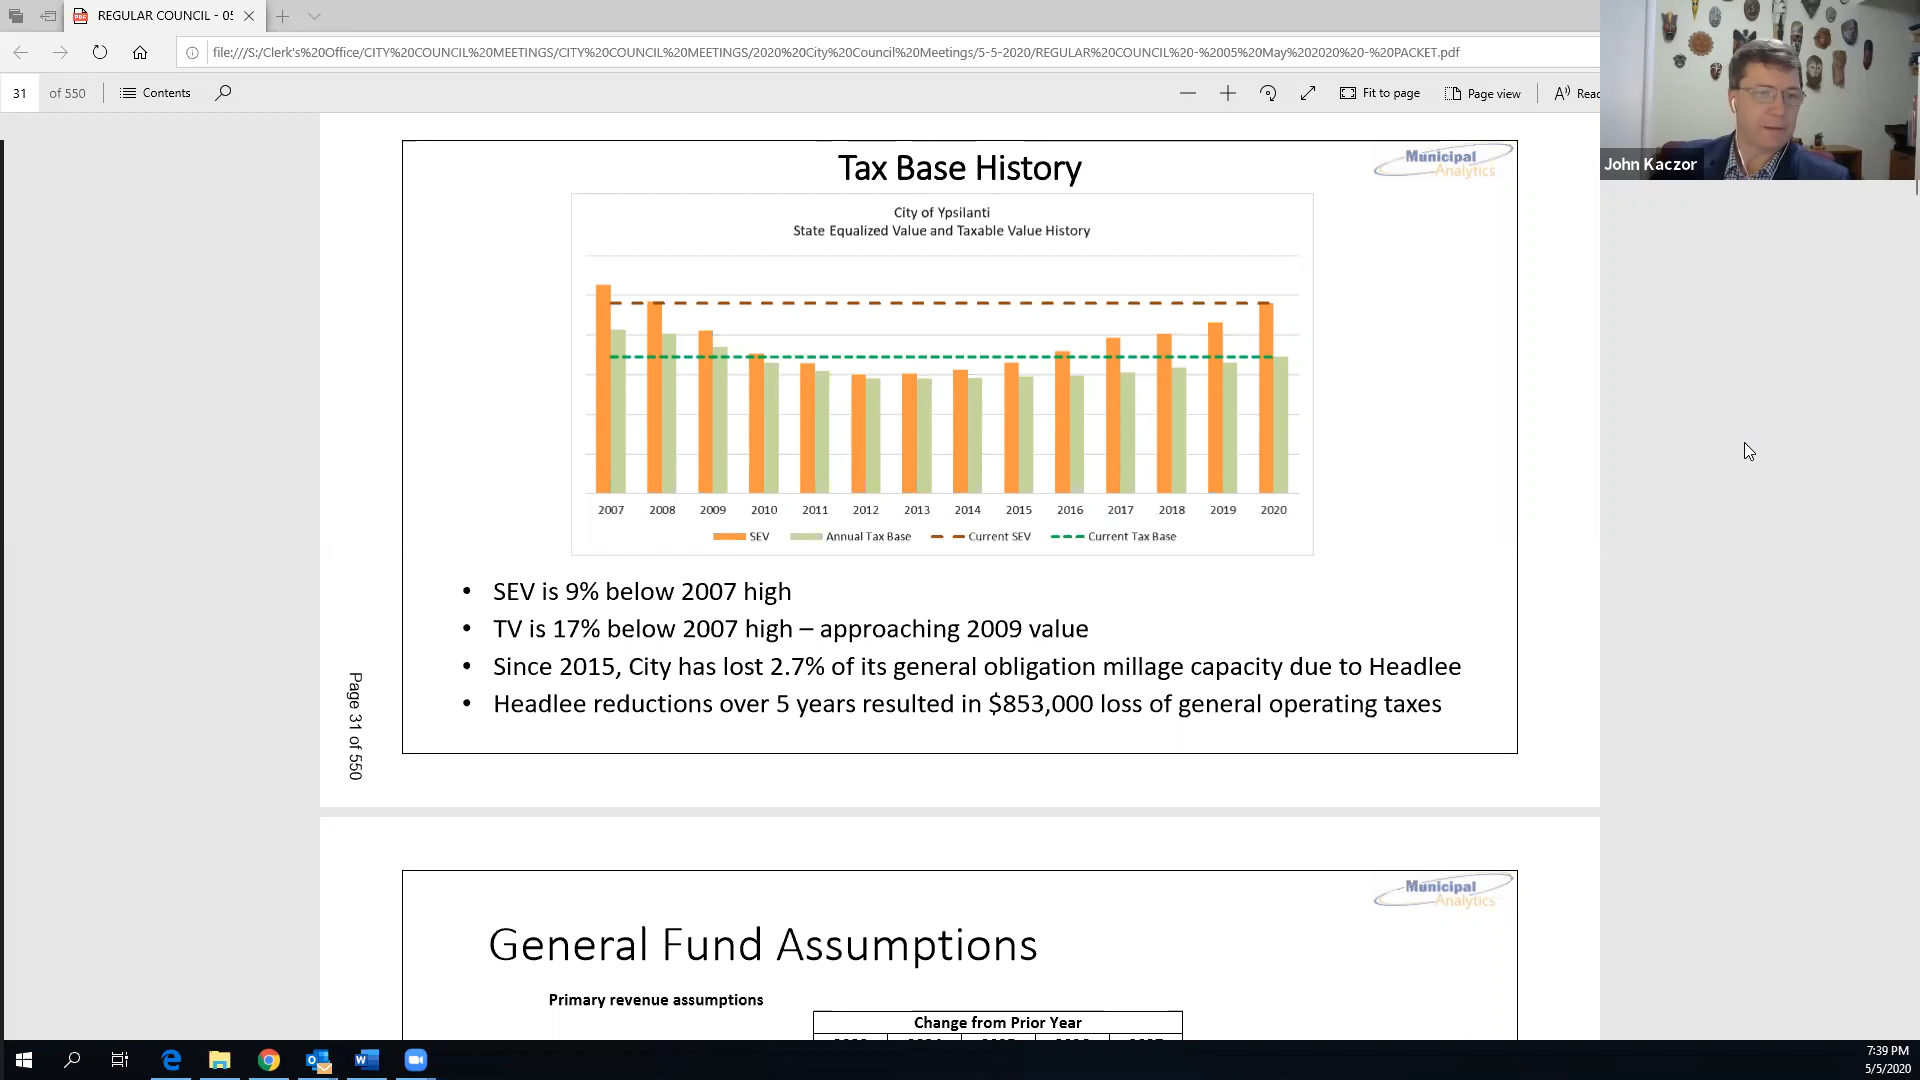 REGULAR COUNCIL - 05
file:///S:/Clerk's%20Office/CITY%20COUNCIL%20MEETINGS/CITY%20COUNCIL%20MEETINGS/2020%20City%20Council%20Meetings/5-5-2020/REGULAR%20COUNCIL%20-%2005%20May%202020%20-%20PACKET.pdf
31 of 550 Contents Fit to page Page view Reac
John Kaczor
Tax Base History
Municipal
Analytics
City of Ypsilanti
State Equalized Value and Taxable Value History
2007 2008 2009 2010 2011 2012 2013 2014 2015 2016 2017 2018 2019 2020
SEV Annual Tax Base Current SEV Current Tax Base
• SEV is 9% below 2007 high
• TV is 17% below 2007 high – approaching 2009 value
• Since 2015, City has lost 2.7% of its general obligation millage capacity due to Headlee
• Headlee reductions over 5 years resulted in $853,000 loss of general operating taxes
Page 31 of 550
Municipal
Analytics
General Fund Assumptions
Primary revenue assumptions
Change from Prior Year
7:39 PM
5/5/2020